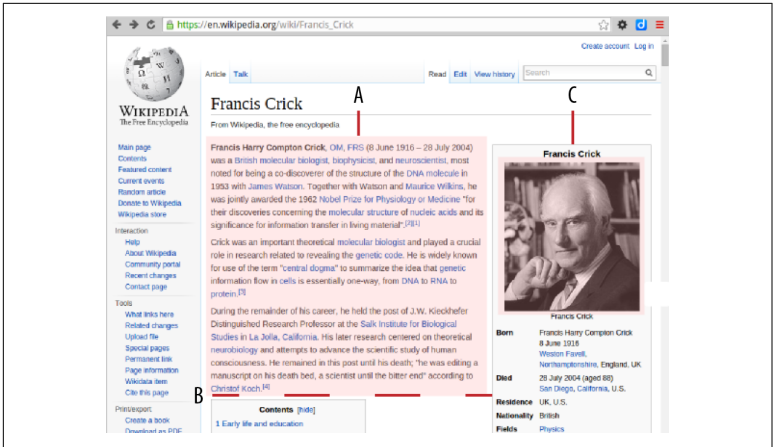 https://en.wikipedia.org/wiki/Francis_Crick
Create account Log in
Article Talk Read Edit View history Search
WIKIPEDIA
The Free Encyclopedia
Main page
Contents
Featured content
Current events
Random article
Donate to Wikipedia
Wikipedia store
Interaction
Help
About Wikipedia
Community portal
Recent changes
Contact page
Tools
What links here
Related changes
Upload file
Special pages
Permanent link
Page information
Wikidata item
Cite this page
Print/export
Create a book
Download as PDF
Francis Crick
A
C
From Wikipedia, the free encyclopedia
Francis Harry Compton Crick, OM, FRS (8 June 1916 – 28 July 2004)
was a British molecular biologist, biophysicist, and neuroscientist, most
noted for being a co-discoverer of the structure of the DNA molecule in
1953 with James Watson. Together with Watson and Maurice Wilkins, he
was jointly awarded the 1962 Nobel Prize for Physiology or Medicine "for
their discoveries concerning the molecular structure of nucleic acids and its
significance for information transfer in living material".[2][1]
Crick was an important theoretical molecular biologist and played a crucial
role in research related to revealing the genetic code. He is widely known
for use of the term "central dogma" to summarize the idea that genetic
information flow in cells is essentially one-way, from DNA to RNA to
protein.[3]
During the remainder of his career, he held the post of J.W. Kieckhefer
Distinguished Research Professor at the Salk Institute for Biological
Studies in La Jolla, California. His later research centered on theoretical
neurobiology and attempts to advance the scientific study of human
consciousness. He remained in this post until his death; "he was editing a
manuscript on his death bed, a scientist until the bitter end" according to
Christof Koch.[4]
B
Contents [hide]
1 Early life and education
Francis Crick
Francis Crick
Born Francis Harry Compton Crick
8 June 1916
Weston Favell,
Northamptonshire, England, UK
Died 28 July 2004 (aged 88)
San Diego, California, U.S.
Residence UK, U.S.
Nationality British
Fields Physics